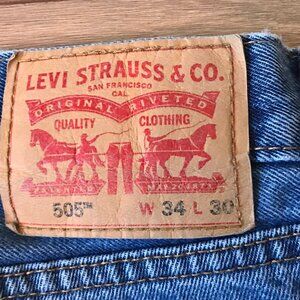 LEVI STRAUSS & CO.
SAN FRANCISCO
CAL.
ORIGINAL RIVETED
QUALITY CLOTHING
505™ W 34 L 30